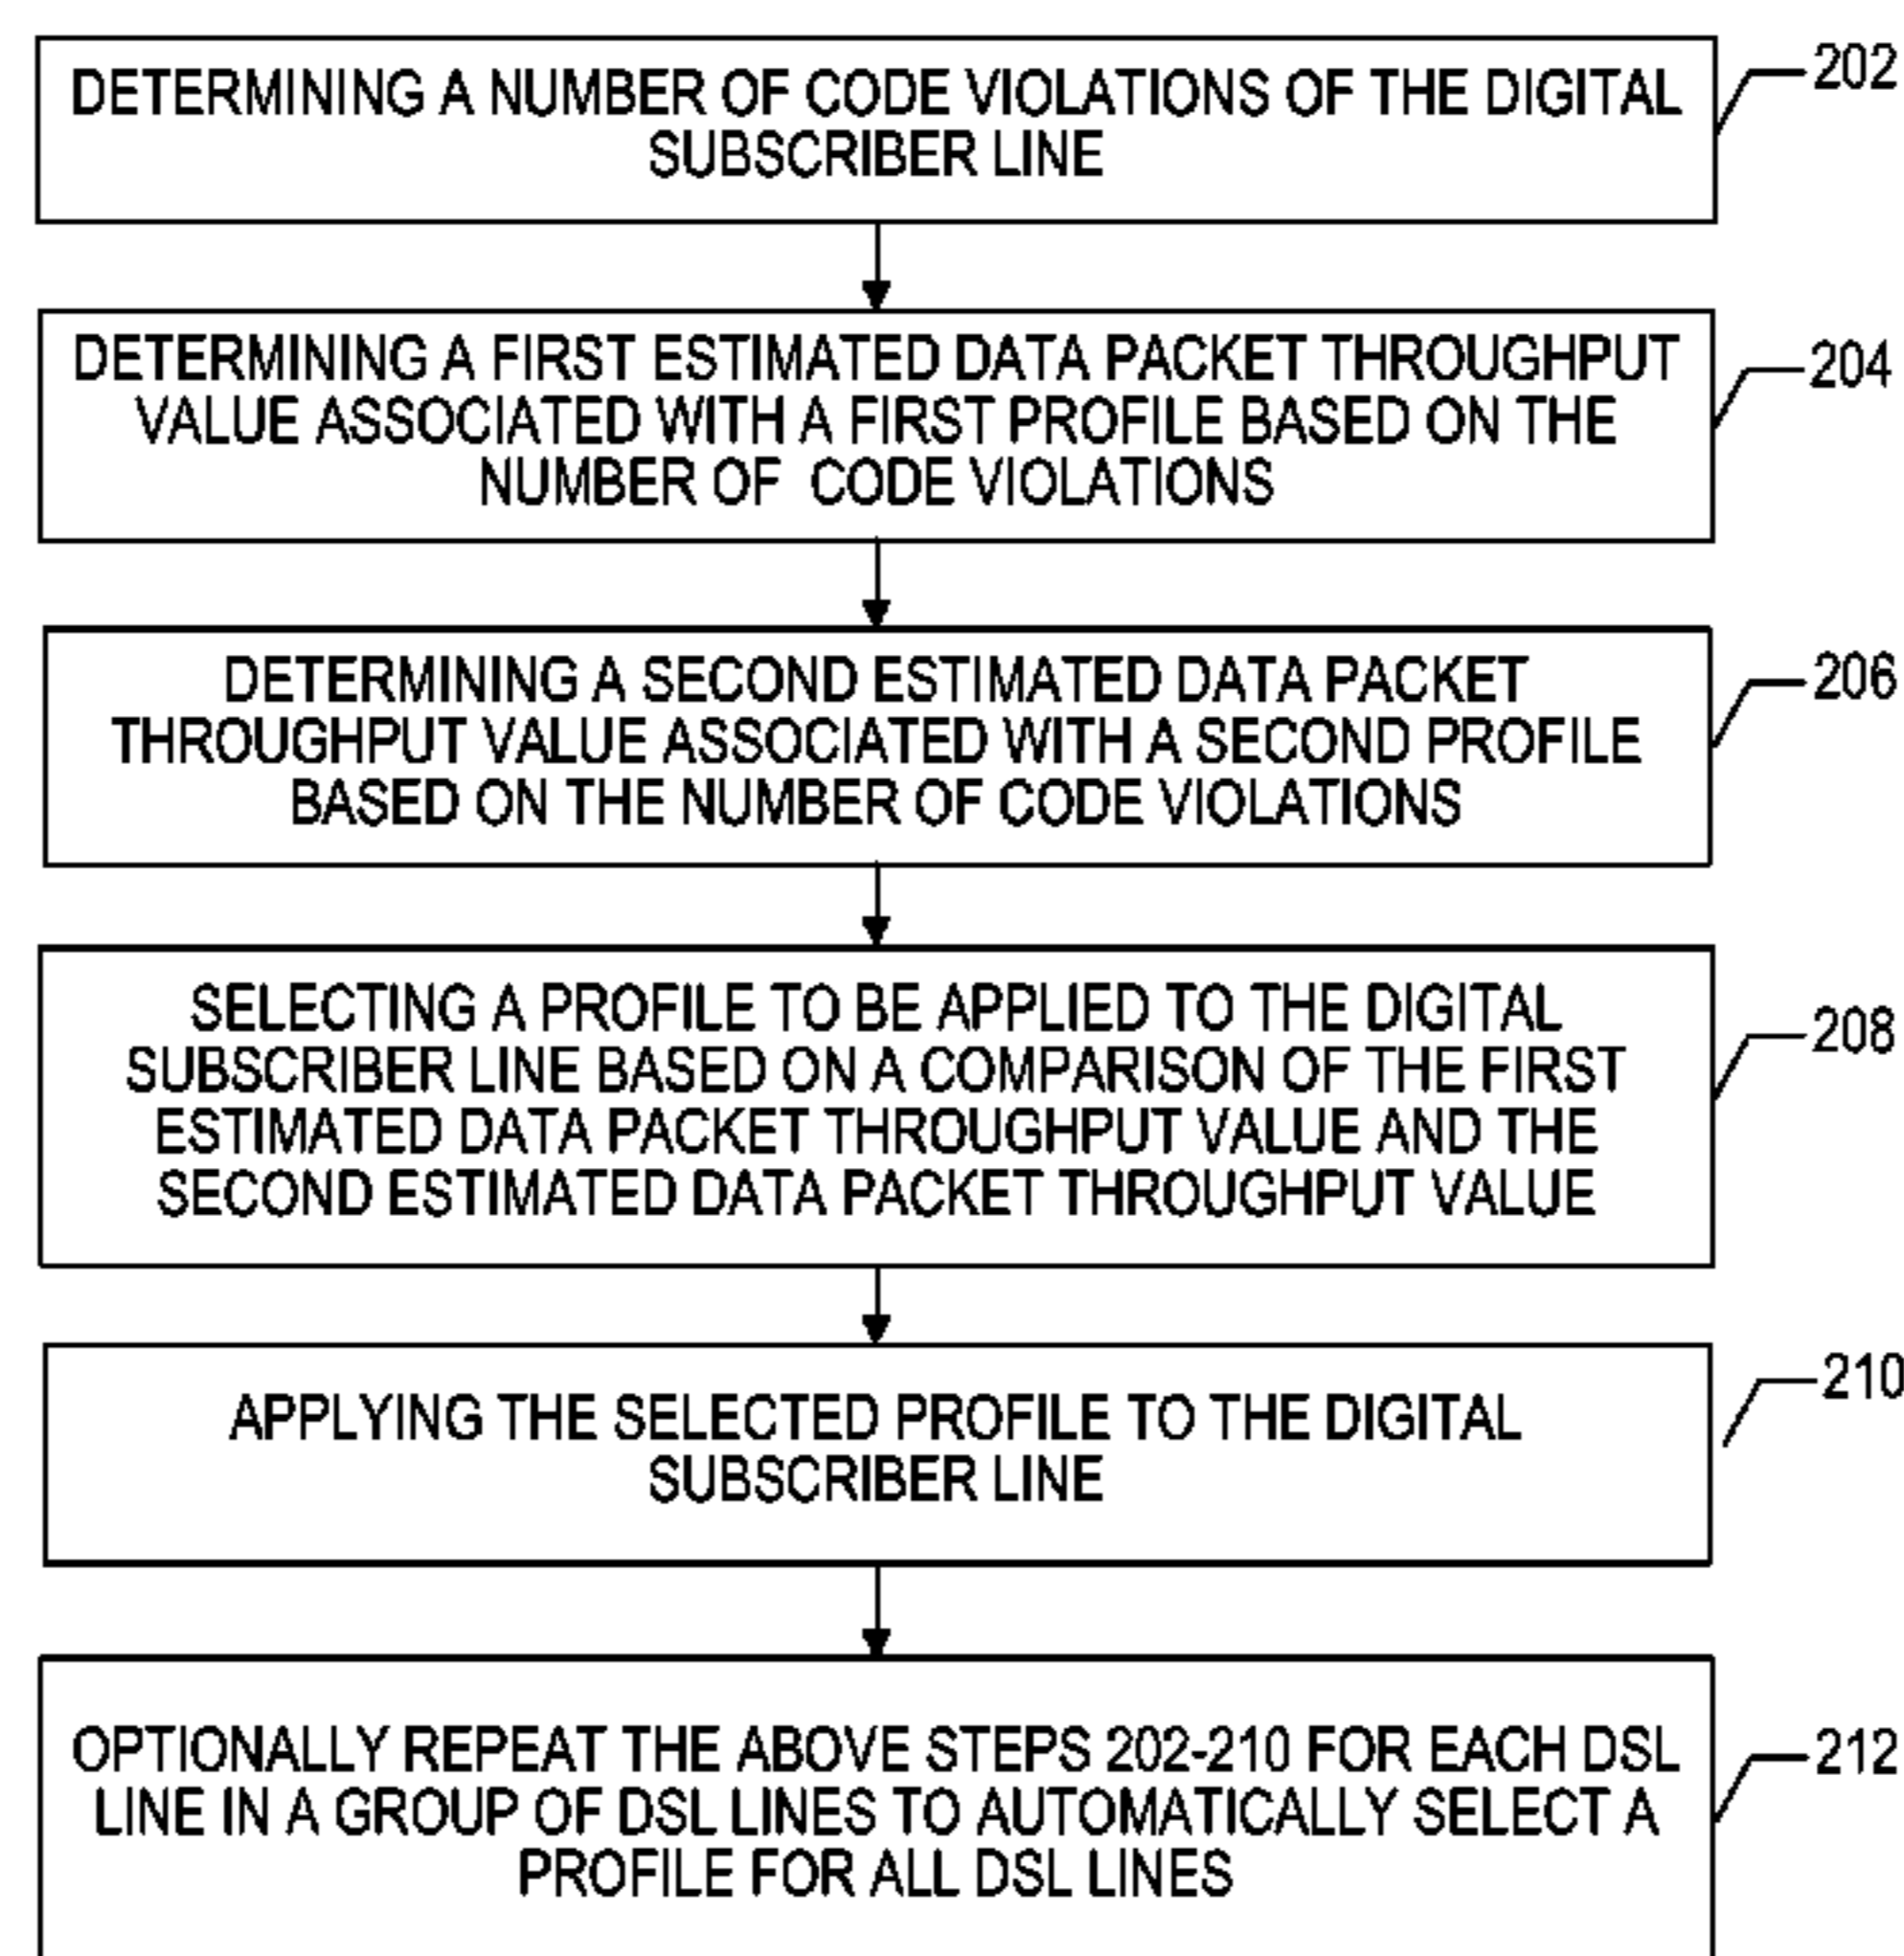 DETERMINING A NUMBER OF CODE VIOLATIONS OF THE DIGITAL
SUBSCRIBER LINE
202
DETERMINING A FIRST ESTIMATED DATA PACKET THROUGHPUT
VALUE ASSOCIATED WITH A FIRST PROFILE BASED ON THE
NUMBER OF CODE VIOLATIONS
204
DETERMINING A SECOND ESTIMATED DATA PACKET
THROUGHPUT VALUE ASSOCIATED WITH A SECOND PROFILE
BASED ON THE NUMBER OF CODE VIOLATIONS
206
SELECTING A PROFILE TO BE APPLIED TO THE DIGITAL
SUBSCRIBER LINE BASED ON A COMPARISON OF THE FIRST
ESTIMATED DATA PACKET THROUGHPUT VALUE AND THE
SECOND ESTIMATED DATA PACKET THROUGHPUT VALUE
208
APPLYING THE SELECTED PROFILE TO THE DIGITAL
SUBSCRIBER LINE
210
OPTIONALLY REPEAT THE ABOVE STEPS 202-210 FOR EACH DSL
LINE IN A GROUP OF DSL LINES TO AUTOMATICALLY SELECT A
PROFILE FOR ALL DSL LINES
212